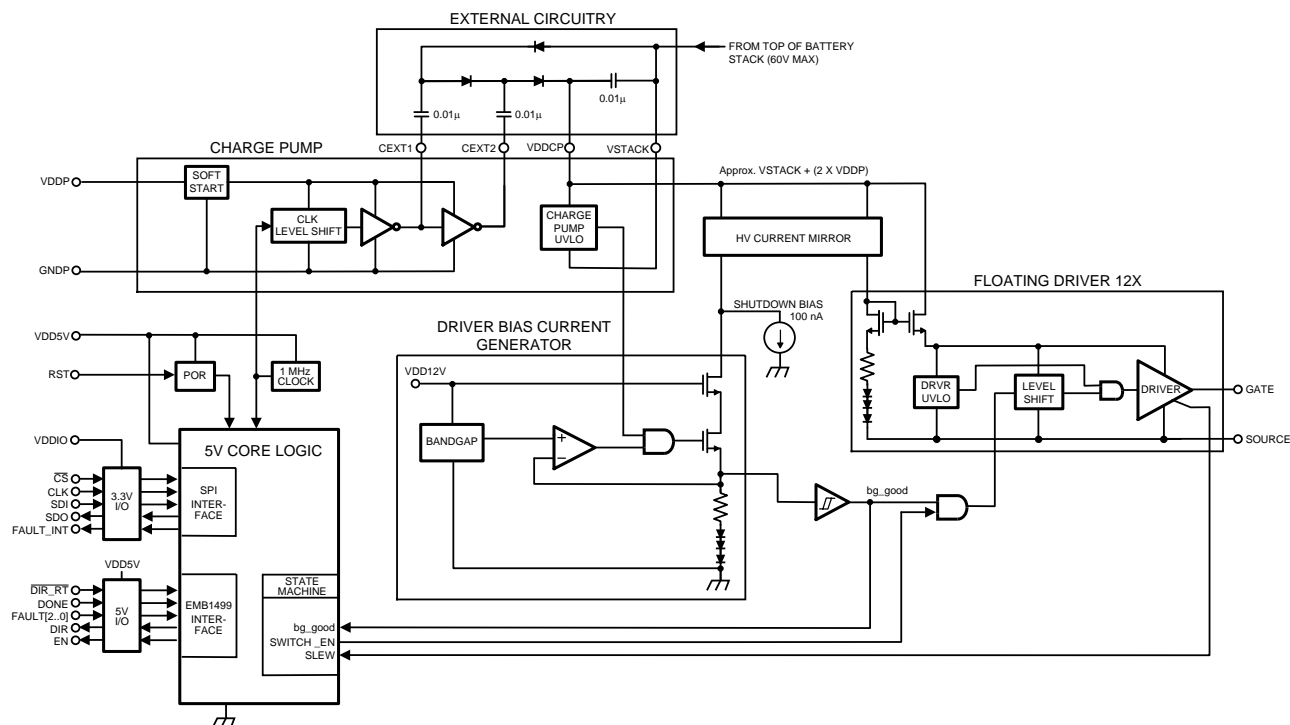 EXTERNAL CIRCUITRY
FROM TOP OF BATTERY
STACK (60V MAX)
0.01µ
0.01µ
0.01µ
CHARGE PUMP
CEXT1
CEXT2
VDDCP
VSTACK
VDDP
SOFT
START
Approx. VSTACK + (2 X VDDP)
CLK
LEVEL SHIFT
CHARGE
PUMP
UVLO
HV CURRENT MIRROR
GNDP
FLOATING DRIVER 12X
SHUTDOWN BIAS
100 nA
VDD5V
DRIVER BIAS CURRENT
GENERATOR
RST
POR
1 MHz
CLOCK
VDD12V
DRVR
UVLO
LEVEL
SHIFT
DRIVER
GATE
SOURCE
VDDIO
5V CORE LOGIC
BANDGAP
+
−
CS
CLK
SDI
SDO
FAULT_INT
3.3V
I/O
SPI
INTER-
FACE
bg_good
VDD5V
DIR_RT
DONE
FAULT[2..0]
DIR
EN
5V
I/O
EMB1499
INTER-
FACE
STATE
MACHINE
bg_good
SWITCH _EN
SLEW